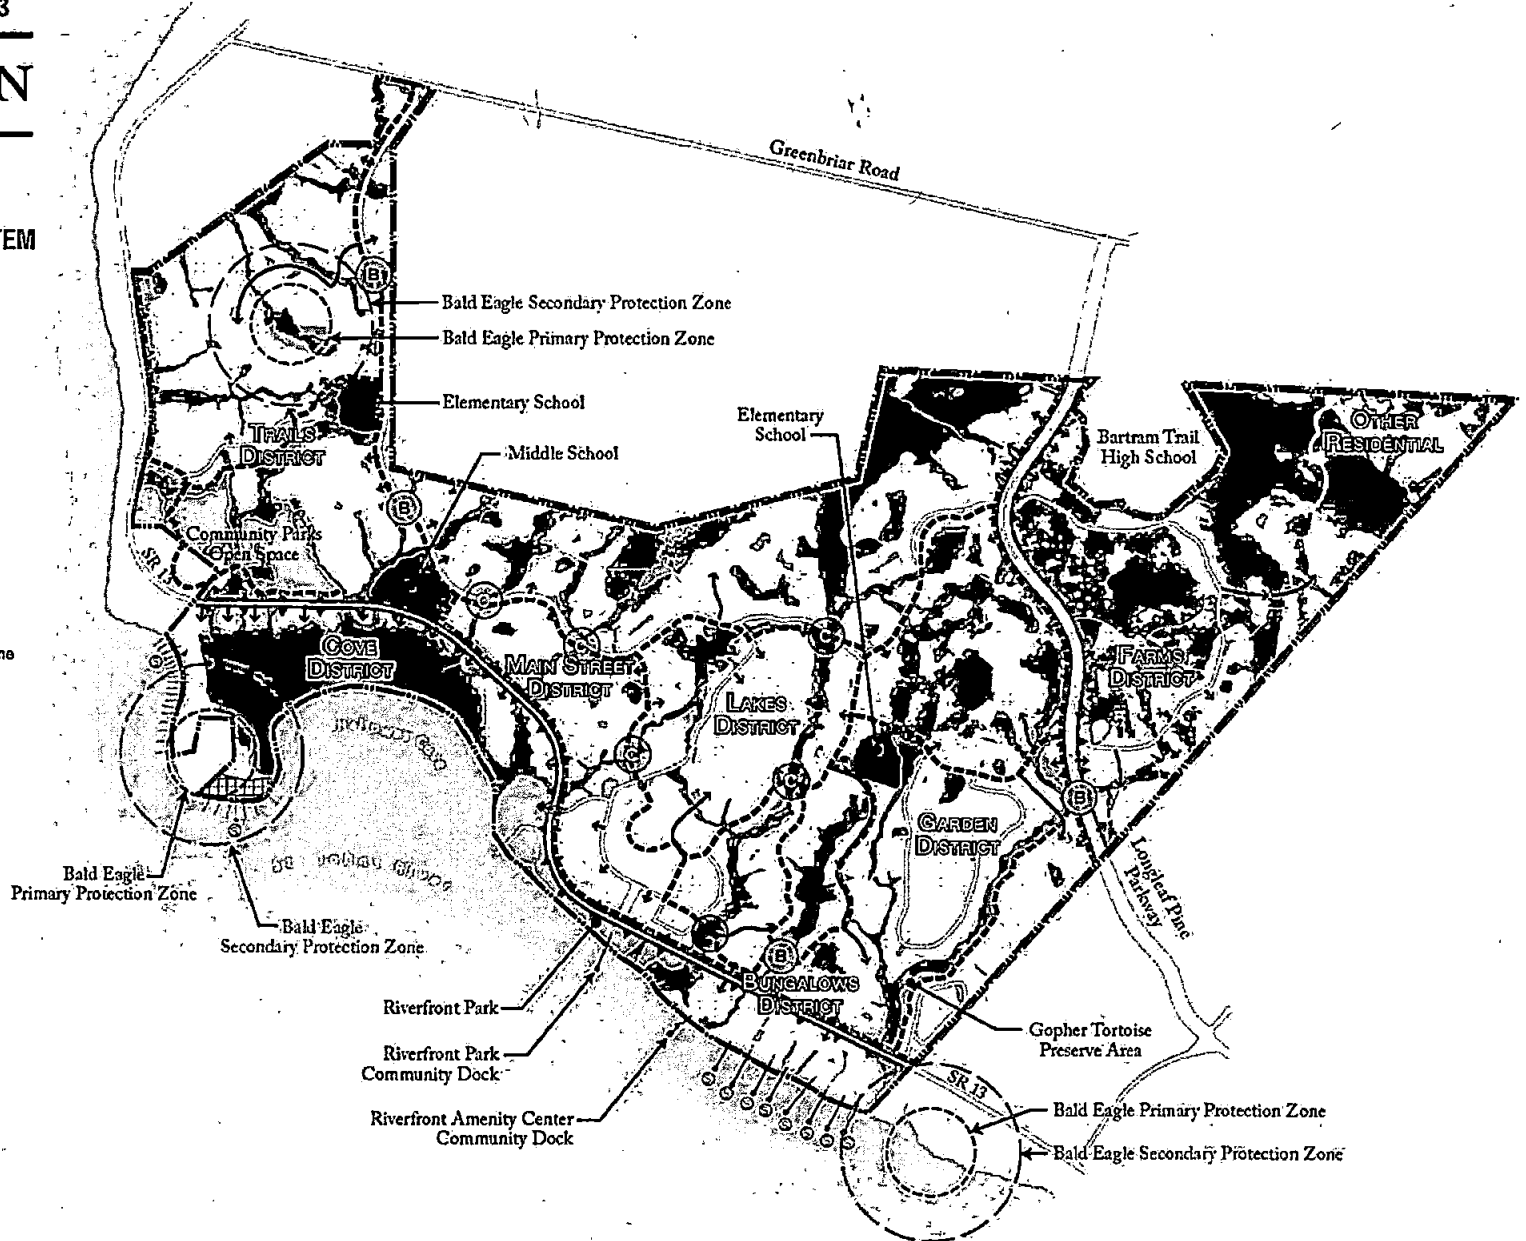 3
N
TEM
Greenbriar Road
Bald Eagle Secondary Protection Zone
Bald Eagle Primary Protection Zone
Elementary School
Elementary
School
Middle School
Bartram Trail
High School
OTHER
RESIDENTIAL
TRAILS
DISTRICT
Community Parks
Open Space
SR 13
COVE
DISTRICT
MAIN STREET
DISTRICT
LAKES
DISTRICT
FARMS
DISTRICT
GARDEN
DISTRICT
BUNGALOWS
DISTRICT
B
B
B
B
C
C
C
C
C
Longleaf Pine
Parkway
Bald Eagle
Primary Protection Zone
Bald Eagle
Secondary Protection Zone
Riverfront Park
Riverfront Park
Community Dock
Riverfront Amenity Center
Community Dock
Gopher Tortoise
Preserve Area
SR 13
S
S
S
S
S
S
S
S
S
Bald Eagle Primary Protection Zone
Bald Eagle Secondary Protection Zone